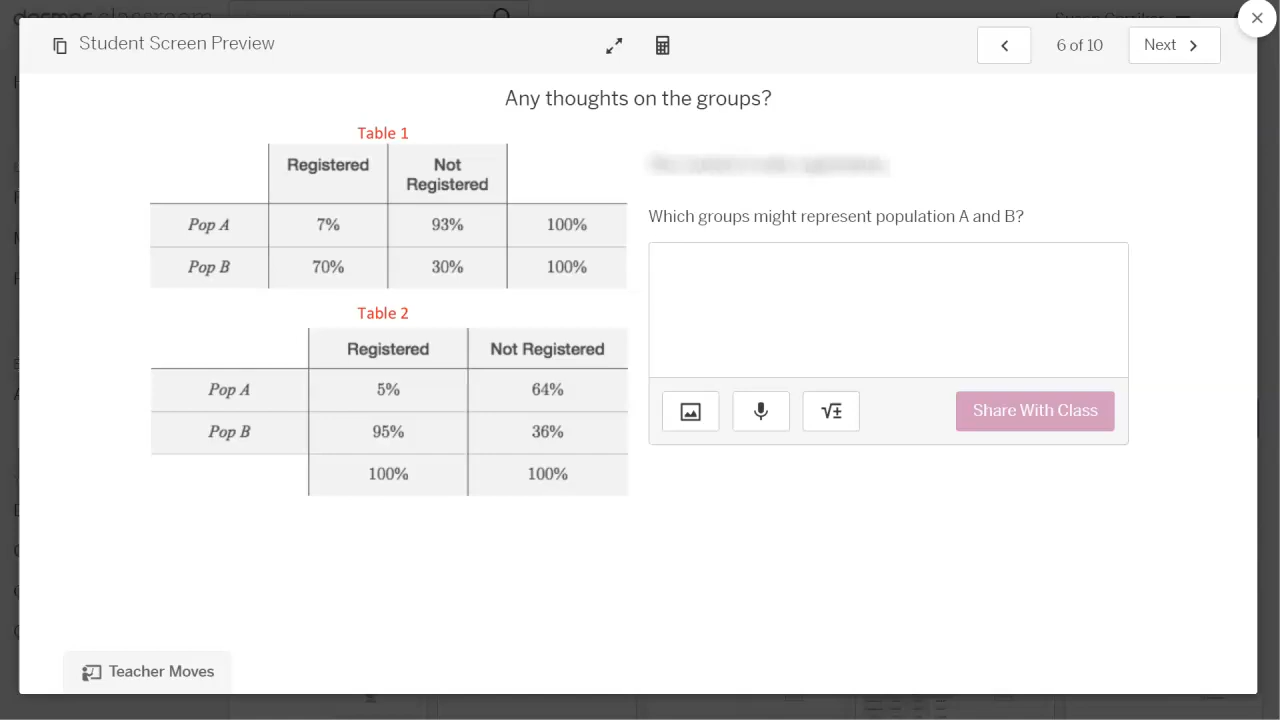 Student Screen Preview
6 of 10
Next
Any thoughts on the groups?
Table 1
Registered Not Registered
Pop A 7% 93% 100%
Pop B 70% 30% 100%
Table 2
Registered Not Registered
Pop A 5% 64%
Pop B 95% 36%
100% 100%
Which groups might represent population A and B?
√±
Share With Class
Teacher Moves